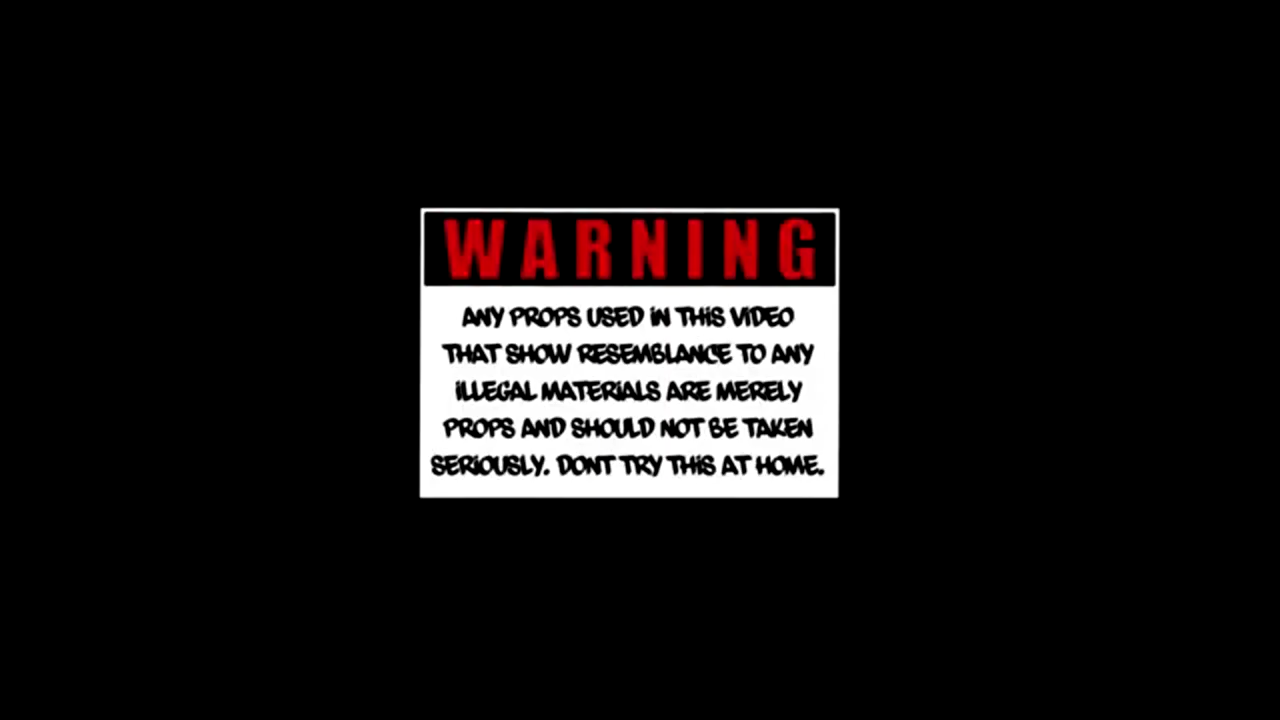 WARNING
ANY PROPS USED IN THIS VIDEO
THAT SHOW RESEMBLANCE TO ANY
ILLEGAL MATERIALS ARE MERELY
PROPS AND SHOULD NOT BE TAKEN
SERIOUSLY. DONT TRY THIS AT HOME.